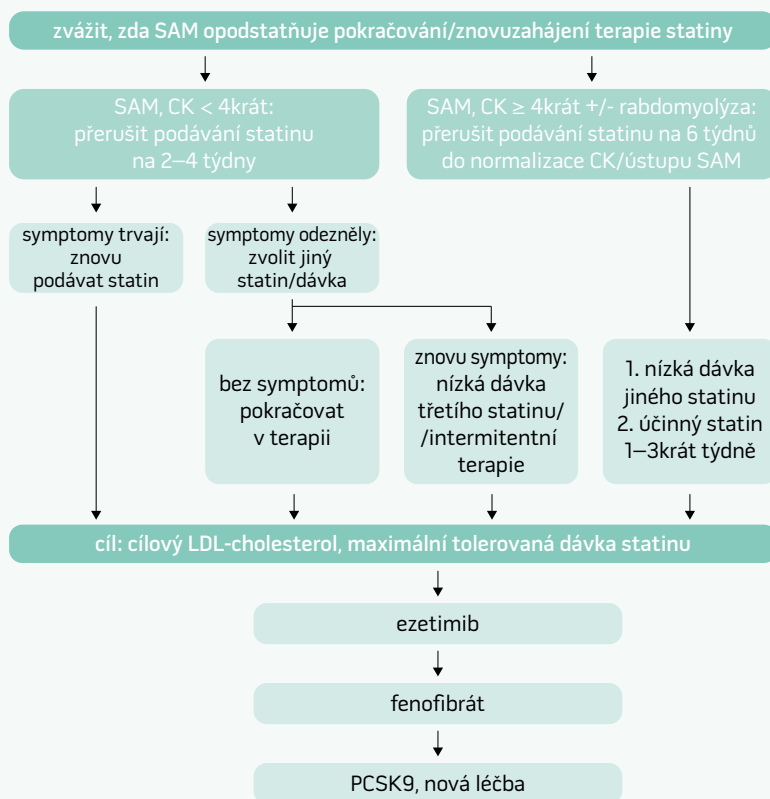 zvážit, zda SAM opodstatňuje pokračování/znovuzahájení terapie statiny
SAM, CK < 4krát:
přerušit podávání statinu
na 2–4 týdny
SAM, CK ≥ 4krát +/- rabdomyolýza:
přerušit podávání statinu na 6 týdnů
do normalizace CK/ústupu SAM
symptomy trvají:
znovu
podávat statin
symptomy odezněly:
zvolit jiný
statin/dávka
bez symptomů:
pokračovat
v terapii
znovu symptomy:
nízká dávka
třetího statinu/
/intermitentní
terapie
1. nízká dávka
jiného statinu
2. účinný statin
1–3krát týdně
cíl: cílový LDL-cholesterol, maximální tolerovaná dávka statinu
ezetimib
fenofibrát
PCSK9, nová léčba